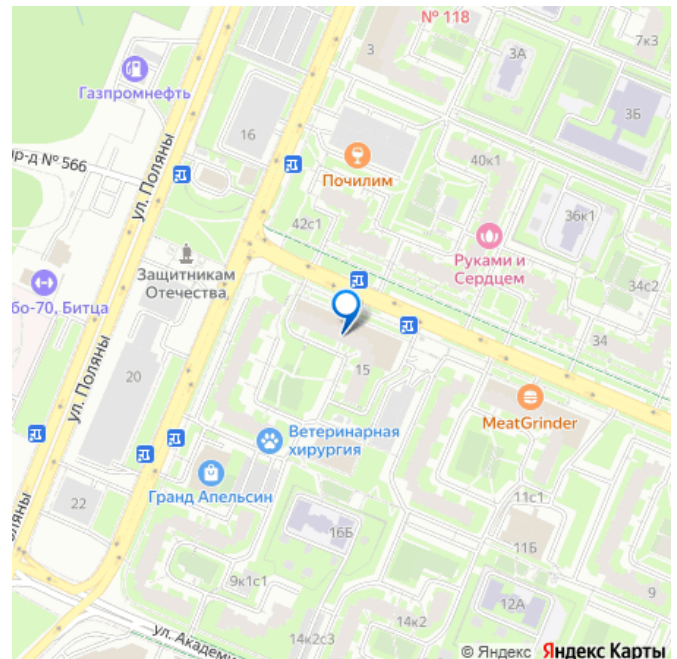 № 118
7к3
3
3А
Газпромнефть
16
3Б
пр-д № 566
Почилим
40к1
ул. Поляны
42с1
36к1
Руками и
Сердцем
Защитникам
Отечества
34с2
бо-70, Битца
34
15
20
ул. Поляны
MeatGrinder
Ветеринарная
хирургия
Гранд Апельсин
11с1
22
16Б
11Б
9к1с1
9
12А
14к2
ул. Академи
14к2с3
© Яндекс Яндекс Карты